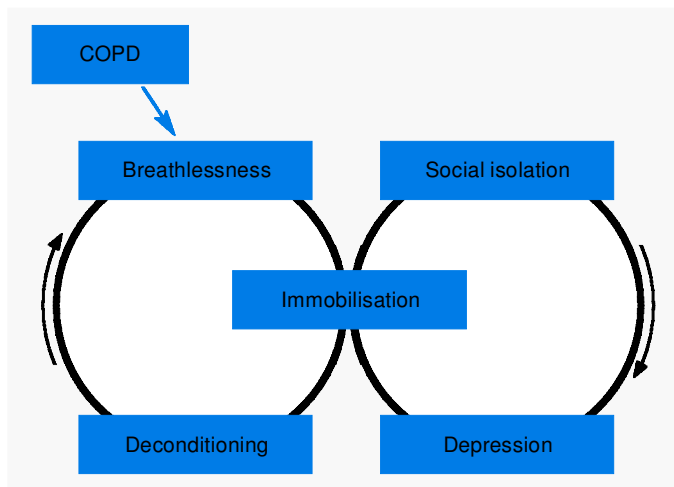 COPD
Breathlessness
Social isolation
Immobilisation
Deconditioning
Depression